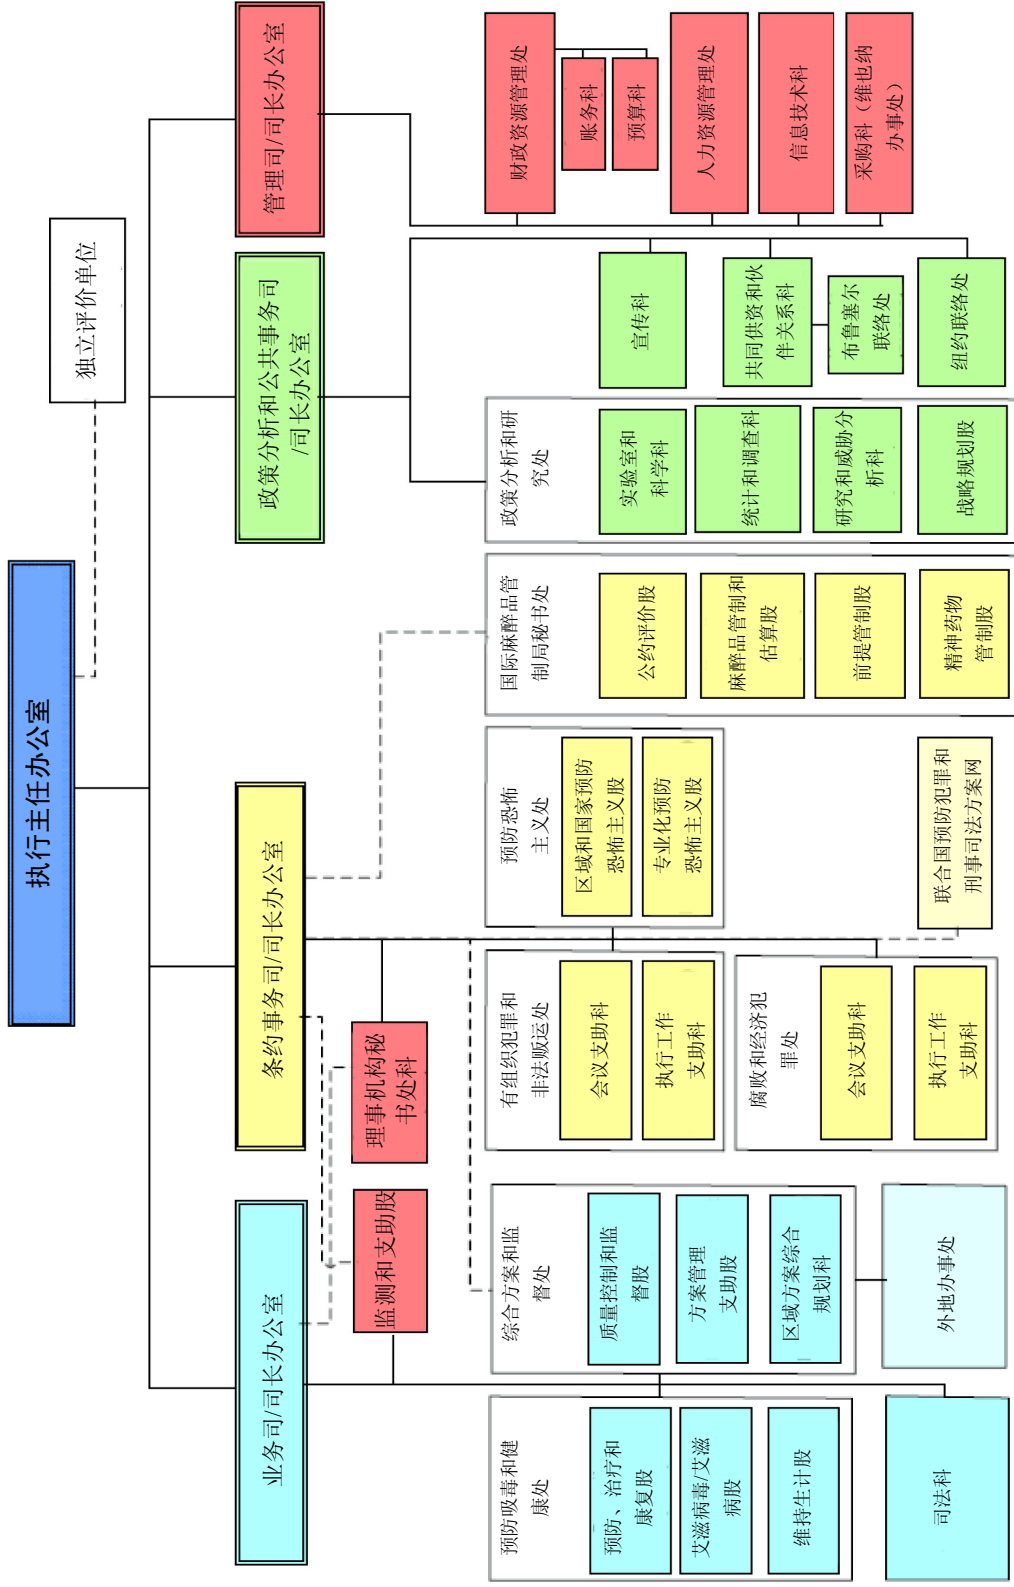 执行主任办公室
独立评价单位
业务司/司长办公室
条约事务司/司长办公室
政策分析和公共事务司
/司长办公室
管理司/司长办公室
监测和支助股
理事机构秘
书处科
预防吸毒和健
康处
预防、治疗和
康复股
艾滋病毒/艾滋
病股
维持生计股
司法科
综合方案和监
督处
质量控制和监
督股
方案管理
支助股
区域方案综合
规划科
外地办事处
有组织犯罪和
非法贩运处
会议支助科
执行工作
支助科
腐败和经济犯
罪处
会议支助科
执行工作
支助科
预防恐怖
主义处
区域和国家预防
恐怖主义股
专业化预防
恐怖主义股
联合国预防犯罪和
刑事司法方案网
国际麻醉品管
制局秘书处
公约评价股
麻醉品管制和
估算股
前提管制股
精神药物
管制股
政策分析和研
究处
实验室和
科学科
统计和调查科
研究和威胁分
析科
战略规划股
宣传科
共同供资和伙
伴关系科
布鲁塞尔
联络处
纽约联络处
财政资源管理处
账务科
预算科
人力资源管理处
信息技术科
采购科（维也纳
办事处）